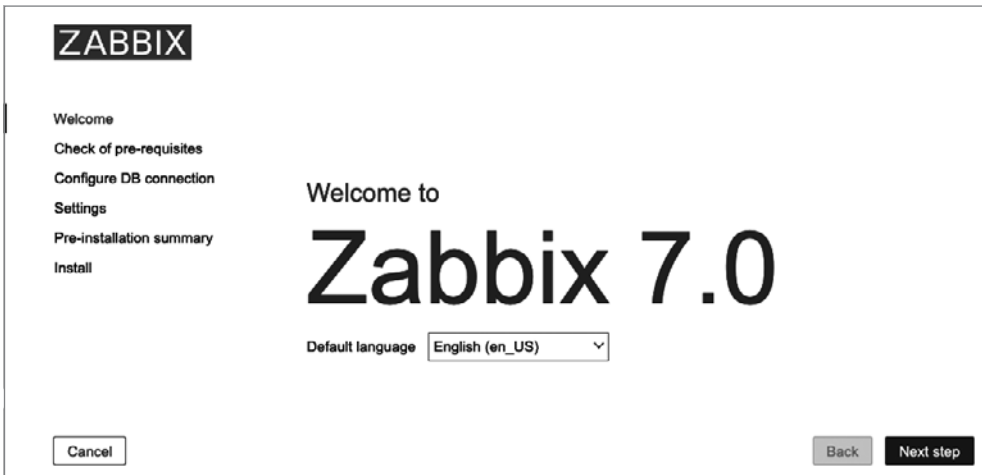 ZABBIX
Welcome
Check of pre-requisites
Configure DB connection
Settings
Pre-installation summary
Install
Welcome to
Zabbix 7.0
Default language English (en_US)
Cancel
Back
Next step